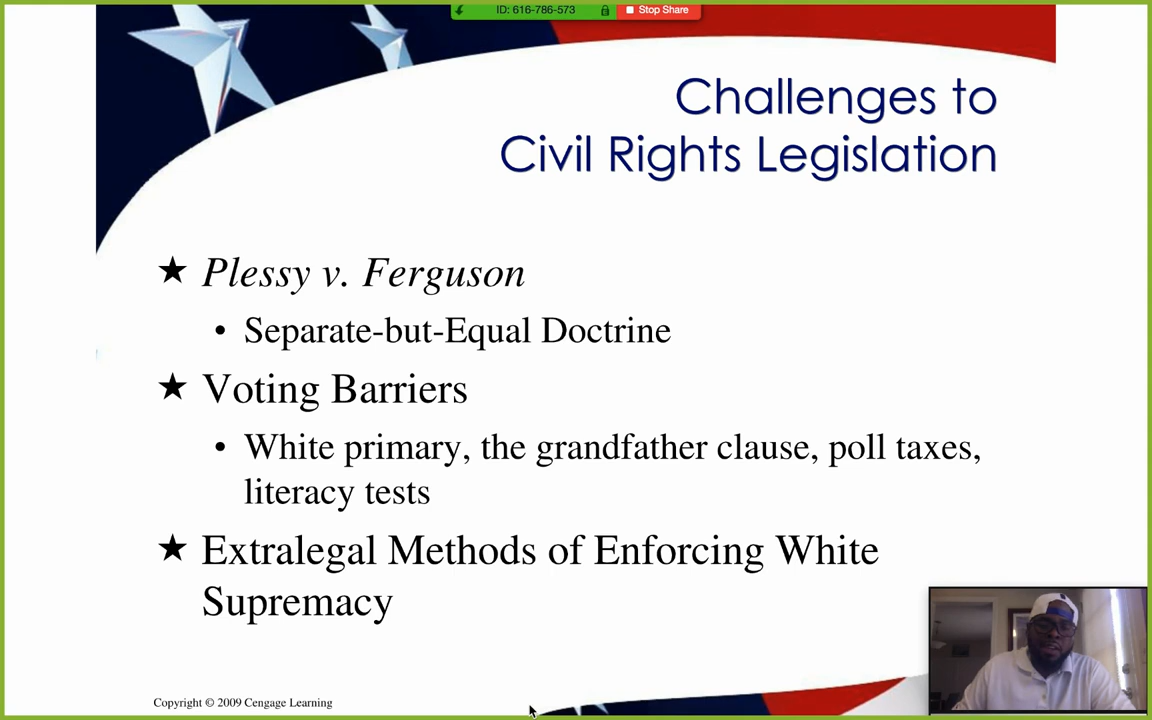 ID: 616-786-573
Stop Share
Challenges to
Civil Rights Legislation
★ Plessy v. Ferguson
• Separate-but-Equal Doctrine
★ Voting Barriers
• White primary, the grandfather clause, poll taxes,
literacy tests
★ Extralegal Methods of Enforcing White
Supremacy
Copyright © 2009 Cengage Learning